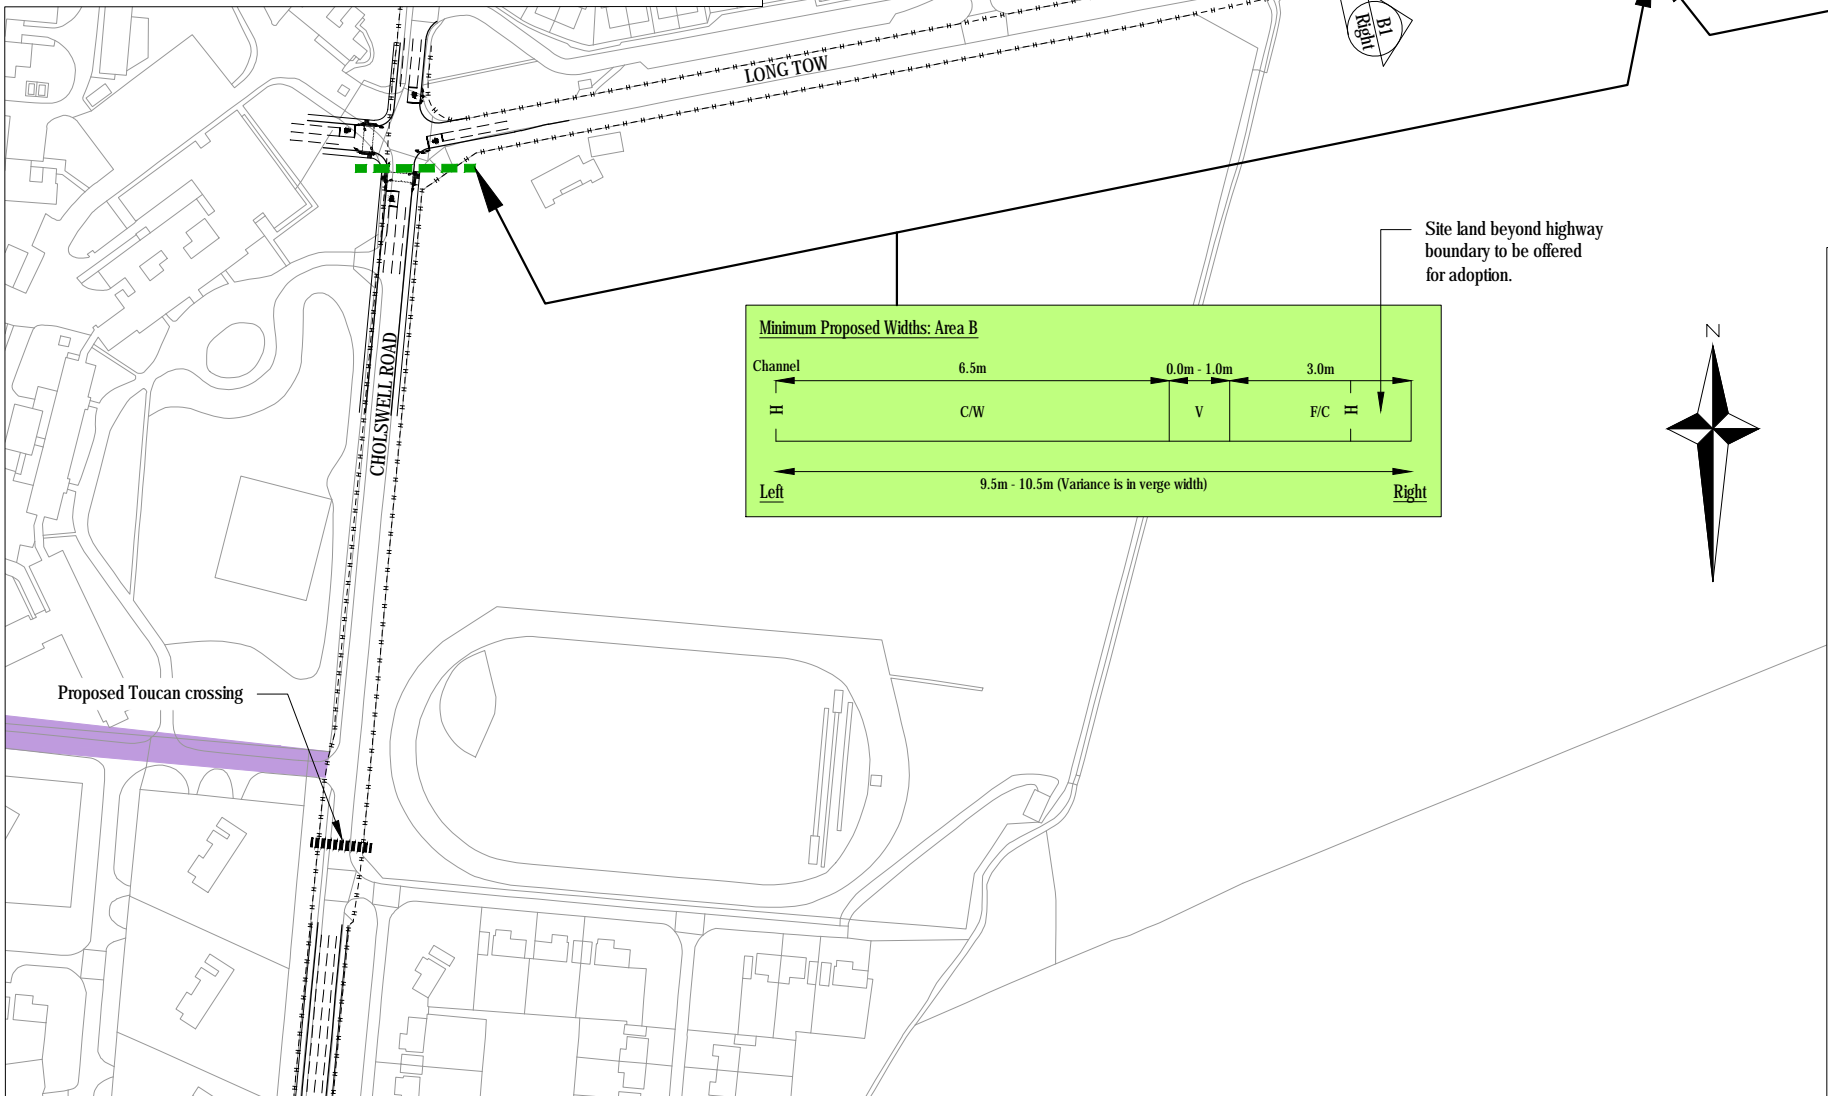 B1
Right
LONG TOW
Site land beyond highway
boundary to be offered
for adoption.
Minimum Proposed Widths: Area B
Channel 6.5m 0.0m - 1.0m 3.0m
H C/W V F/C H
9.5m - 10.5m (Variance is in verge width)
Left Right
N
CHOLSWELL ROAD
Proposed Toucan crossing